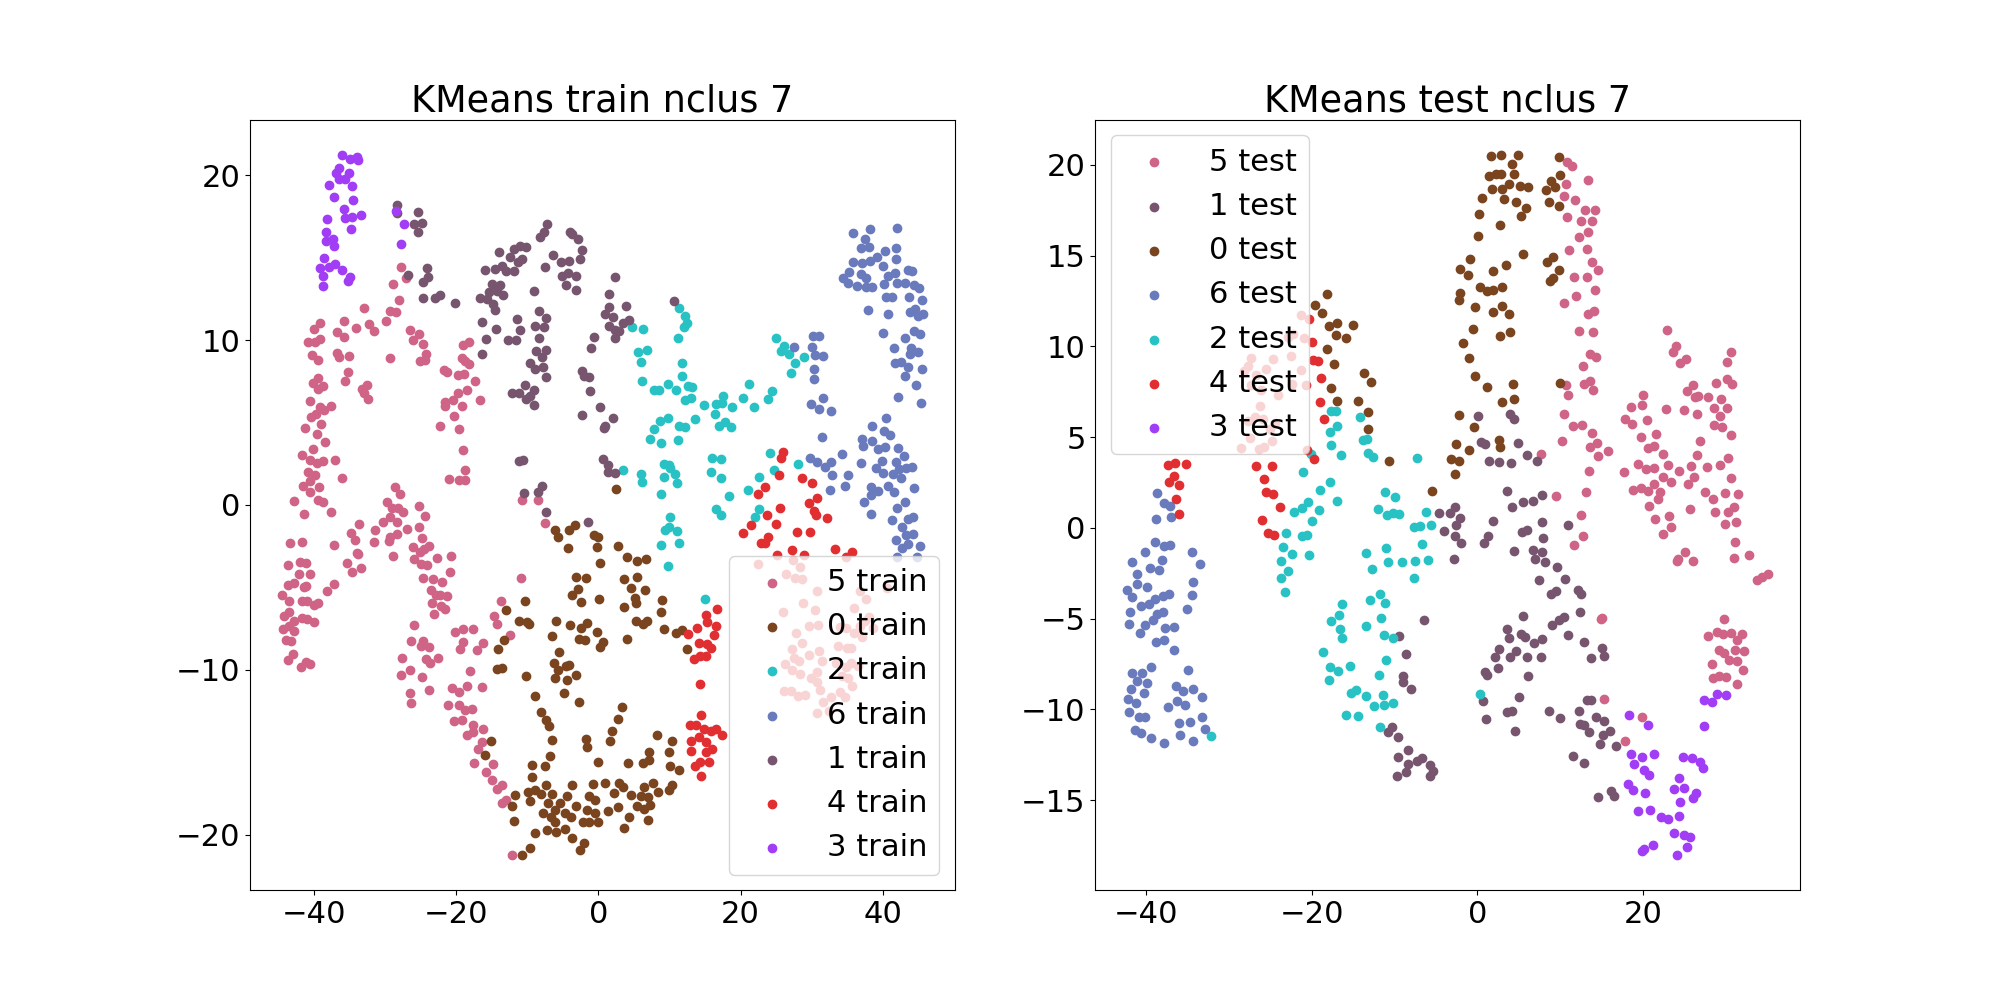 KMeans train nclus 7
20
10
0
−10
−20
−40
−20
0
20
40
5 train
0 train
2 train
6 train
1 train
4 train
3 train
KMeans test nclus 7
20
15
10
5
0
−5
−10
−15
−40
−20
0
20
5 test
1 test
0 test
6 test
2 test
4 test
3 test